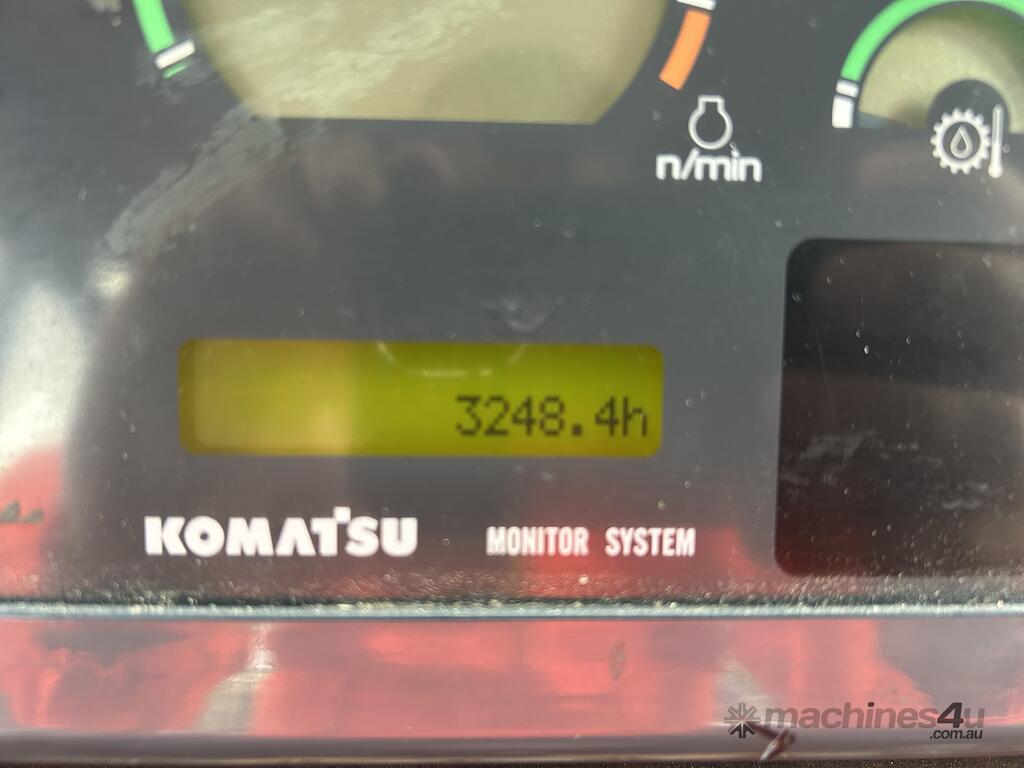 n/min
3248.4h
KOMATSU MONITOR SYSTEM
machines4u
.com.au